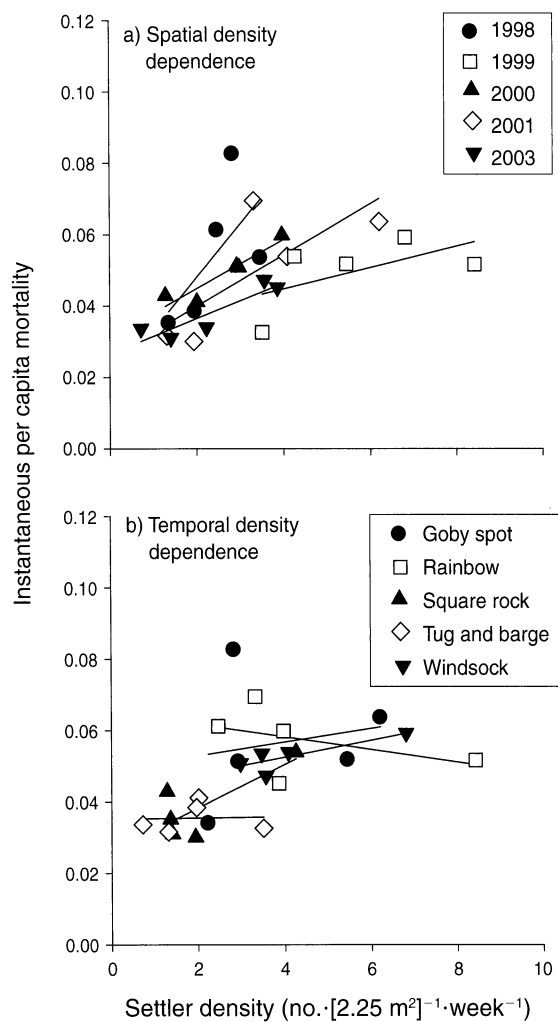 0.12
a) Spatial density
dependence
1998
1999
2000
2001
2003
0.10
0.08
0.06
0.04
0.02
0.00
Instantaneous per capita mortality
0.12
b) Temporal density
dependence
Goby spot
Rainbow
Square rock
Tug and barge
Windsock
0.10
0.08
0.06
0.04
0.02
0.00
0 2 4 6 8 10
Settler density (no.·[2.25 m²]⁻¹·week⁻¹)